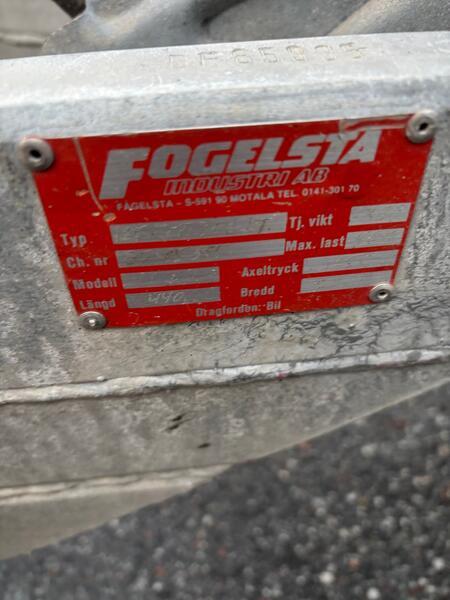 FOGELSTA
INDUSTRI AB
FÅGELSTA - S-591 90 MOTALA TEL. 0141-301 70
Typ Tj. vikt
Ch. nr Max. last
Modell Axeltryck
Längd 490 Bredd
Dragfordon: Bil